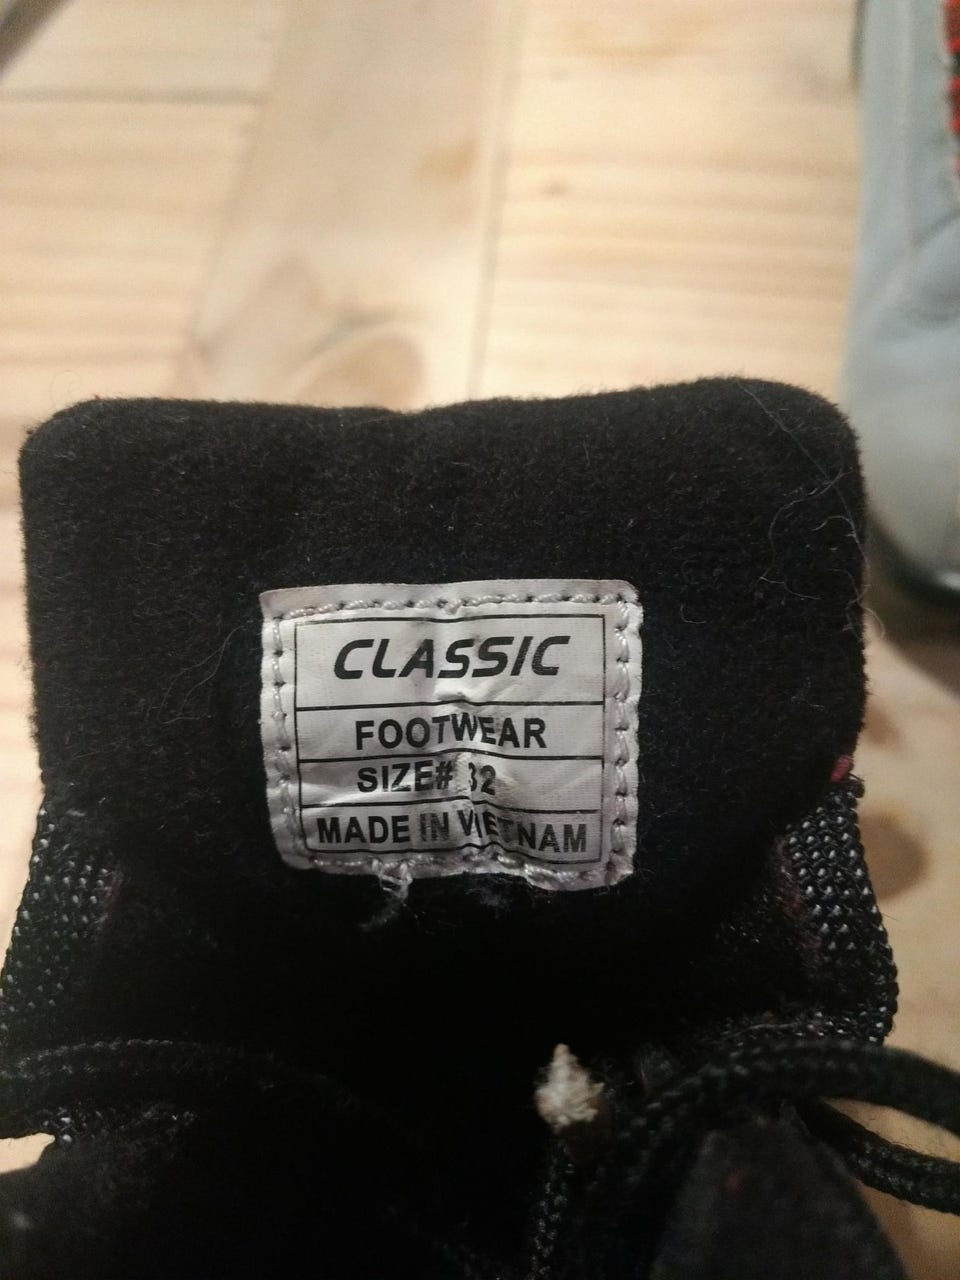 CLASSIC
FOOTWEAR
SIZE# 32
MADE IN VIETNAM